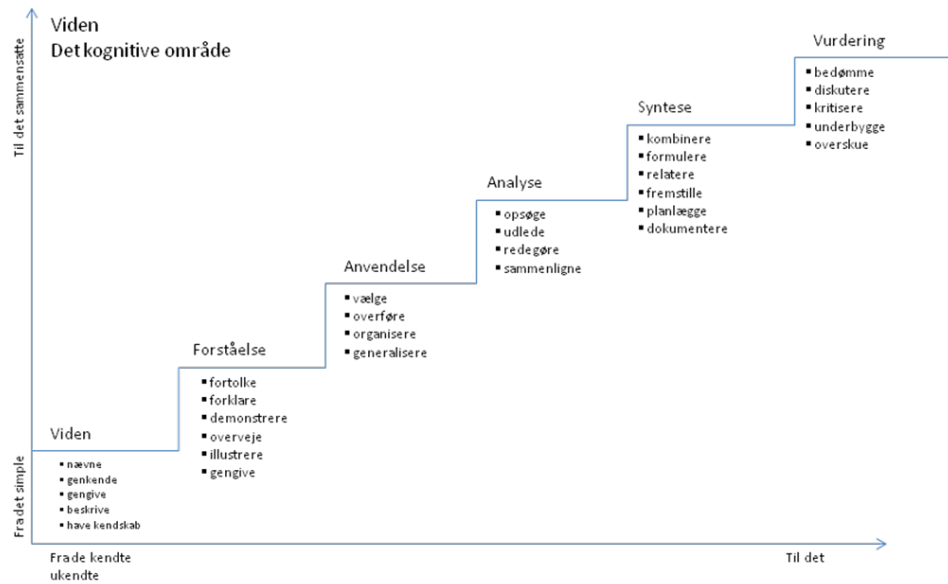 Viden
Det kognitive område
Til det sammensatte
Fra det simple
Viden
▪ nævne
▪ genkende
▪ gengive
▪ beskrive
▪ have kendskab
Forståelse
▪ fortolke
▪ forklare
▪ demonstrere
▪ overveje
▪ illustrere
▪ gengive
Anvendelse
▪ vælge
▪ overføre
▪ organisere
▪ generalisere
Analyse
▪ opsøge
▪ udlede
▪ redegøre
▪ sammenligne
Syntese
▪ kombinere
▪ formulere
▪ relatere
▪ fremstille
▪ planlægge
▪ dokumentere
Vurdering
▪ bedømme
▪ diskutere
▪ kritisere
▪ underbygge
▪ overskue
Fra de kendte Til det
ukendte